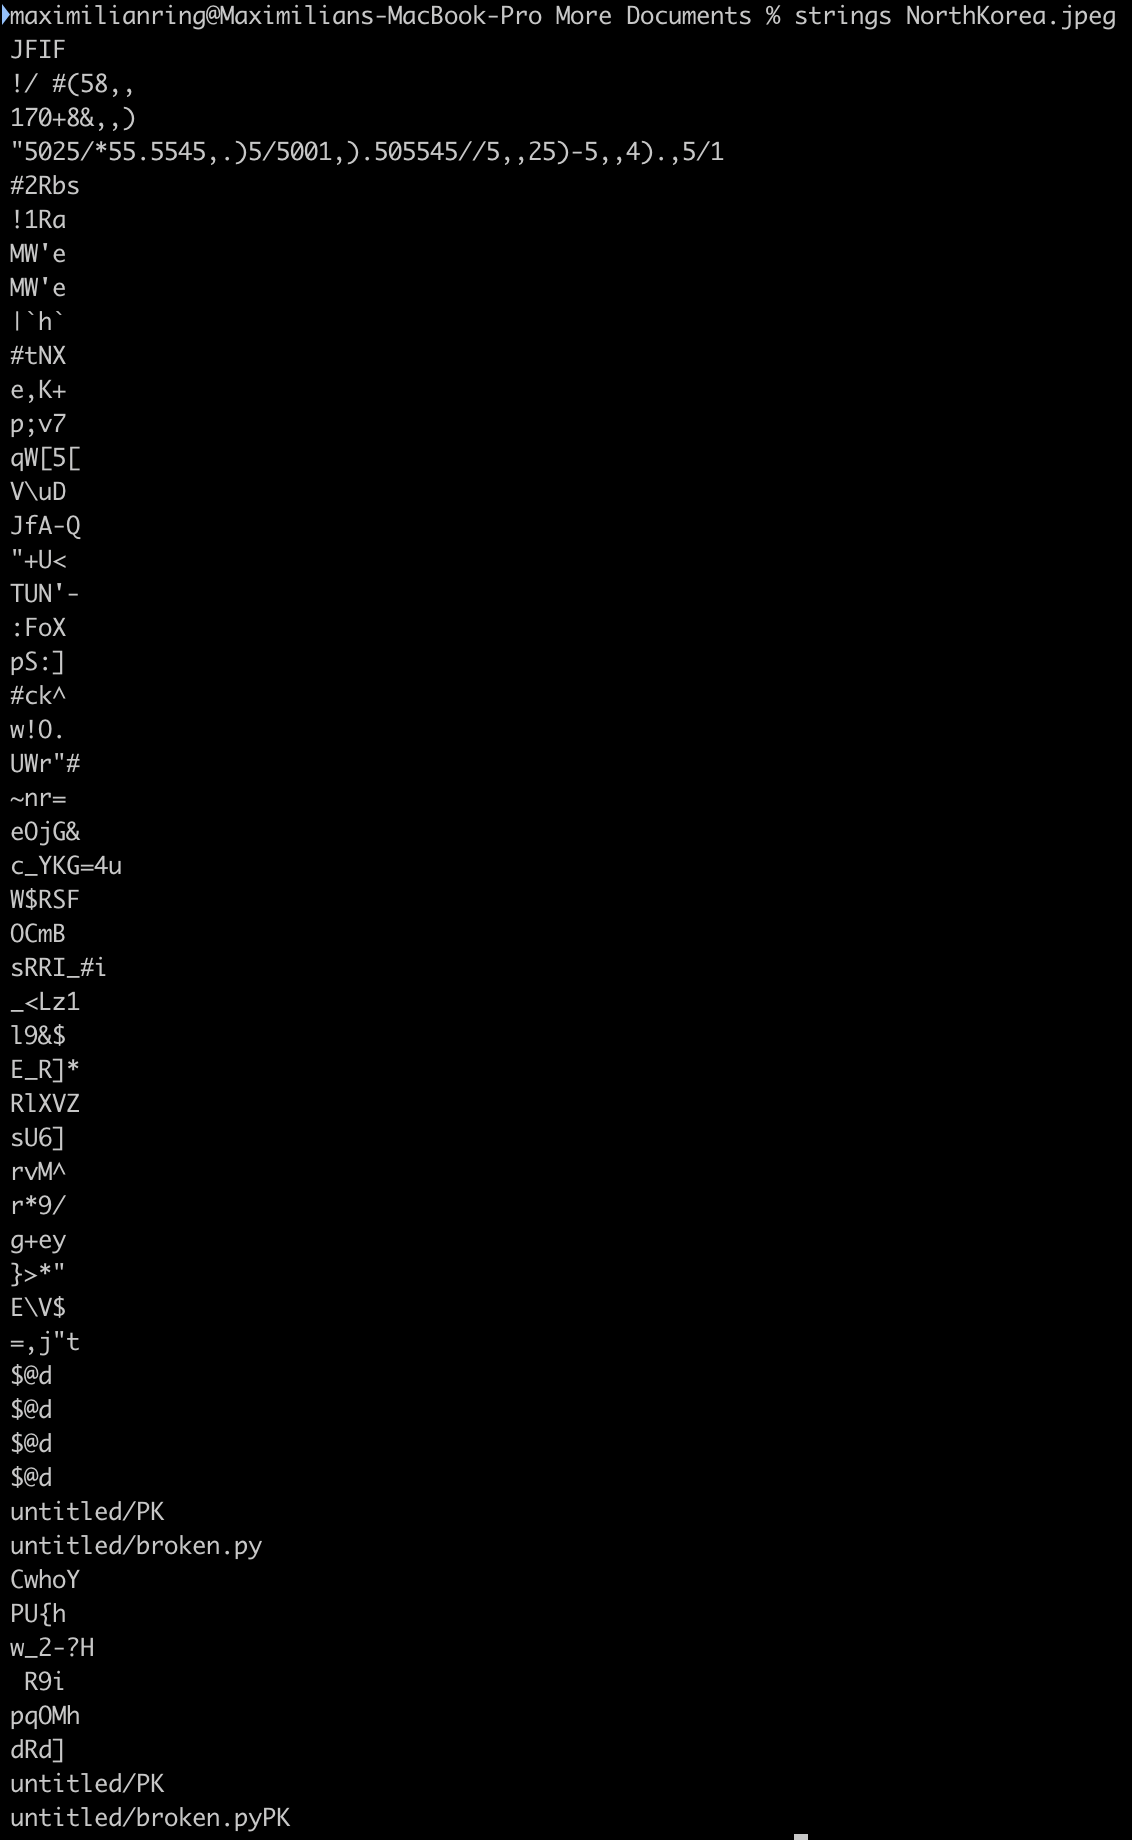 maximilianring@Maximilians-MacBook-Pro More Documents % strings NorthKorea.jpeg
JFIF
!/ #(58,,
170+8&,,)
"5025/*55.5545,.)5/5001,).505545//5,,25)-5,,4).,5/1
#2Rbs
!1Ra
MW'e
MW'e
|`h`
#tNX
e,K+
p;v7
qW[5[
V\uD
JfA-Q
"+U<
TUN'-
:FoX
pS:]
#ck^
w!O.
UWr"#
~nr=
eOjG&
c_YKG=4u
W$RSF
OCmB
sRRI_#i
_<Lz1
l9&$
E_R]*
RlXVZ
sU6]
rvM^
r*9/
g+ey
}>*"
E\V$
=,j"t
$@d
$@d
$@d
$@d
untitled/PK
untitled/broken.py
CwhoY
PU{h
w_2-?H
 R9i
pqOMh
dRd]
untitled/PK
untitled/broken.pyPK